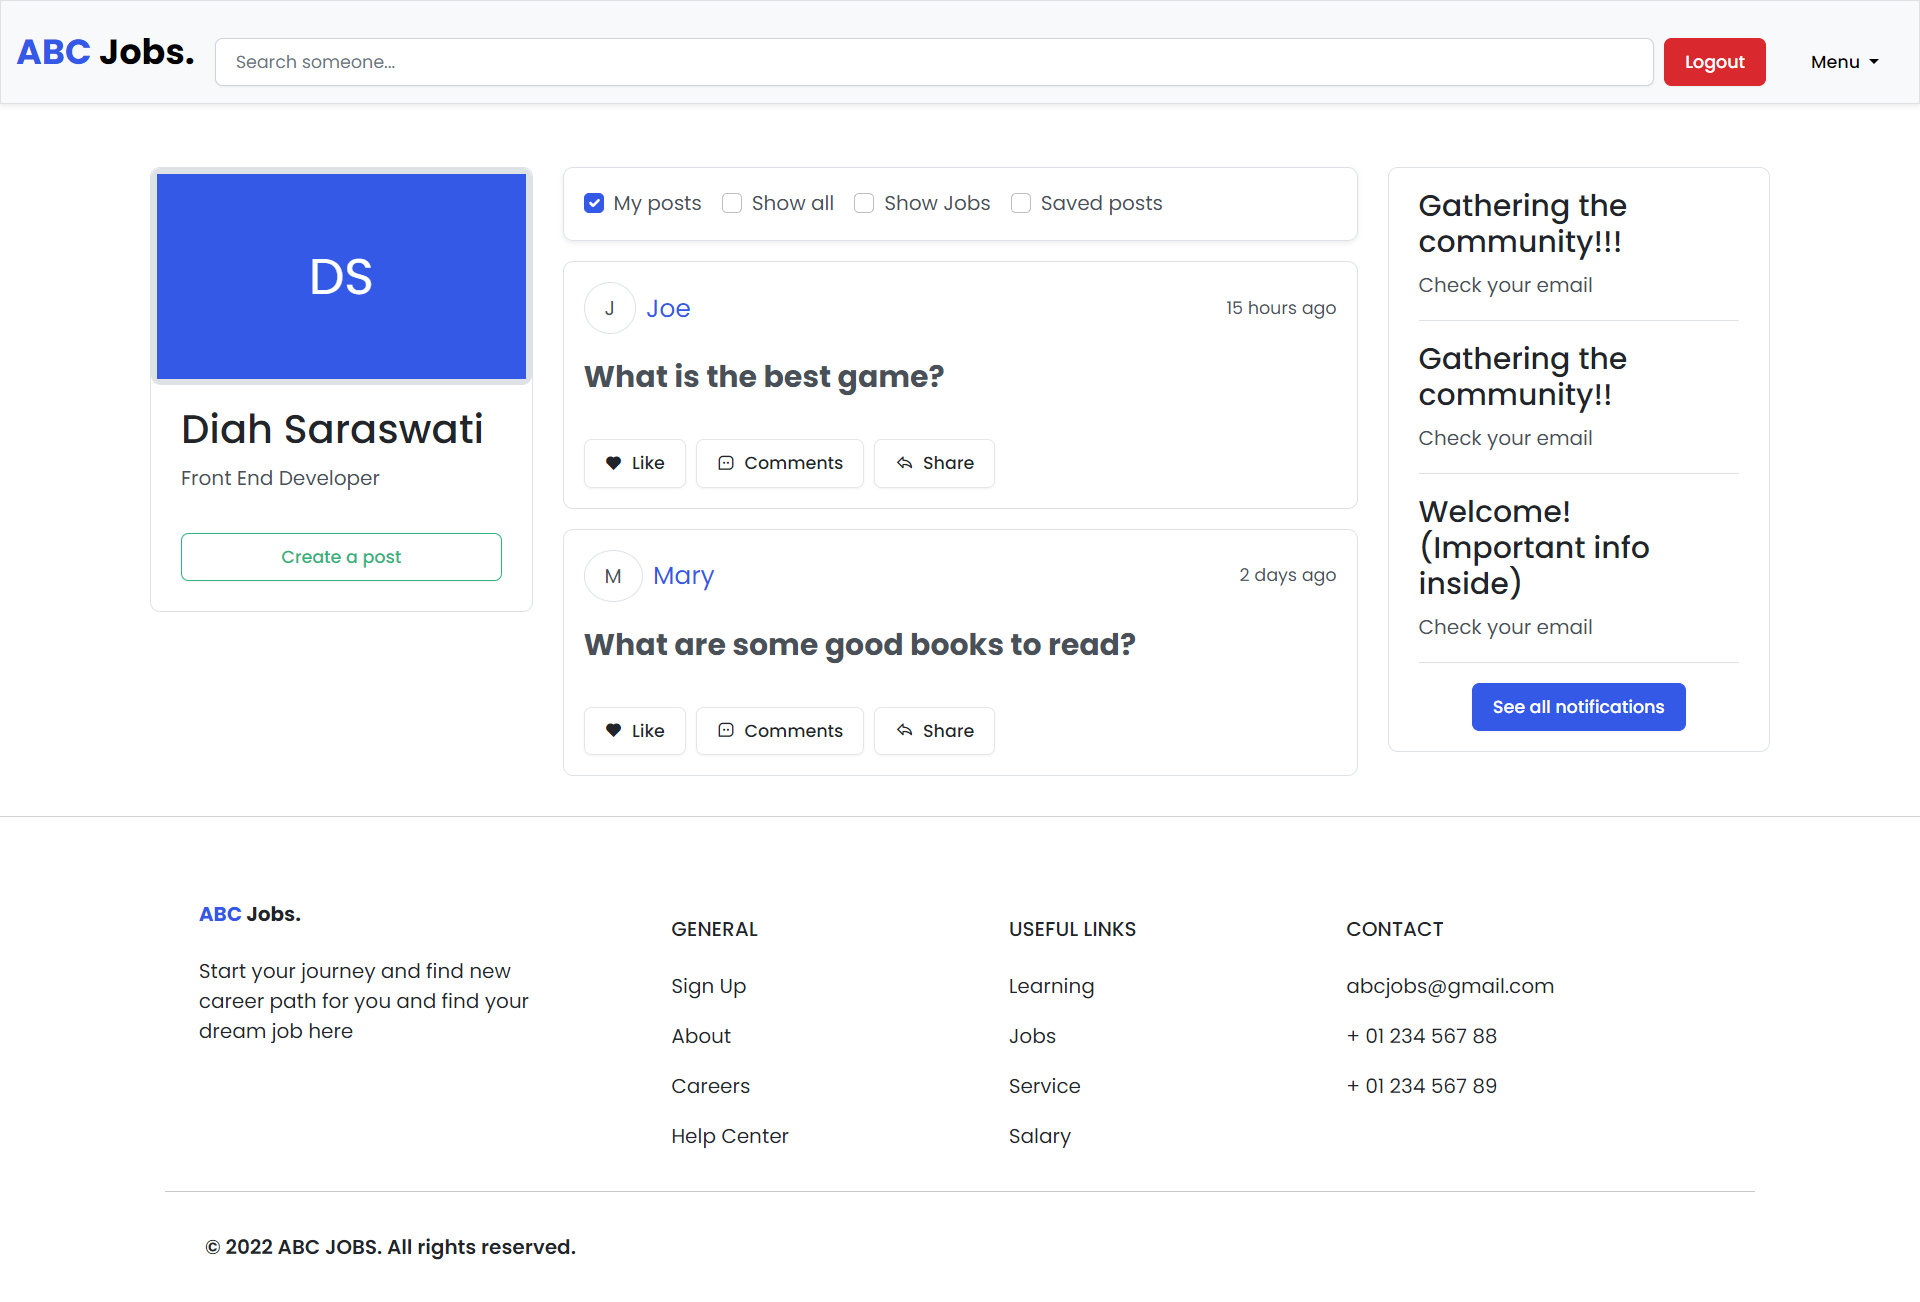 ABC Jobs.
Search someone...
Logout
Menu
DS
Diah Saraswati
Front End Developer
Create a post
My posts
Show all
Show Jobs
Saved posts
J
Joe
15 hours ago
What is the best game?
Like
Comments
Share
M
Mary
2 days ago
What are some good books to read?
Like
Comments
Share
Gathering the
community!!!
Check your email
Gathering the
community!!
Check your email
Welcome!
(Important info
inside)
Check your email
See all notifications
ABC Jobs.
Start your journey and find new
career path for you and find your
dream job here
GENERAL
Sign Up
About
Careers
Help Center
USEFUL LINKS
Learning
Jobs
Service
Salary
CONTACT
abcjobs@gmail.com
+ 01 234 567 88
+ 01 234 567 89
© 2022 ABC JOBS. All rights reserved.